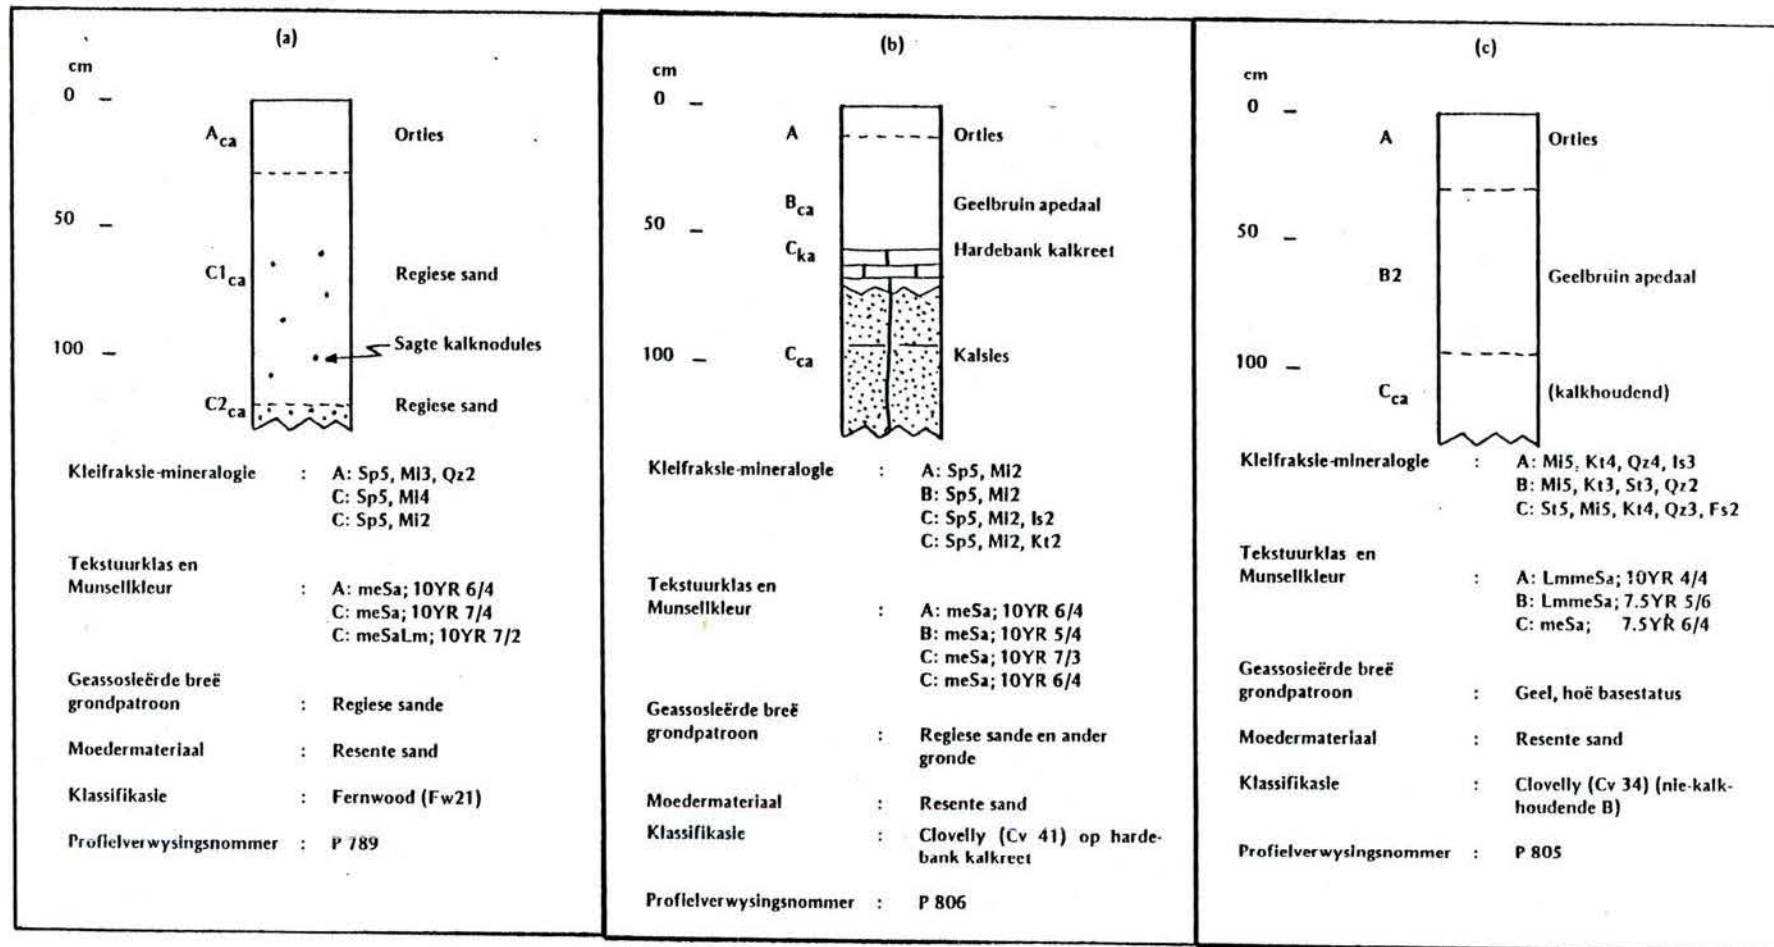 (a)
cm
0 –
A ca Orties
50 –
C1 ca Regiese sand
100 – Sagte kalknodules
C2 ca Regiese sand
Kleifraksie-mineralogie : A: Sp5, Mi3, Qz2
C: Sp5, Mi4
C: Sp5, Mi2
Tekstuurklas en
Munsellkleur : A: meSa; 10YR 6/4
C: meSa; 10YR 7/4
C: meSaLm; 10YR 7/2
Geassosieërde breë
grondpatroon : Regiese sande
Moedermateriaal : Resente sand
Klassifikasie : Fernwood (Fw21)
Profielverwysingsnommer : P 789
(b)
cm
0 –
A Orties
B ca Geelbruin apedaal
50 –
C ka Hardebank kalkreet
100 – C ca Kalsies
Kleifraksie-mineralogie : A: Sp5, Mi2
B: Sp5, Mi2
C: Sp5, Mi2, Is2
C: Sp5, Mi2, Kt2
Tekstuurklas en
Munsellkleur : A: meSa; 10YR 6/4
B: meSa; 10YR 5/4
C: meSa; 10YR 7/3
C: meSa; 10YR 6/4
Geassosieërde breë
grondpatroon : Regiese sande en ander
gronde
Moedermateriaal : Resente sand
Klassifikasie : Clovelly (Cv 41) op harde-
bank kalkreet
Profielverwysingsnommer : P 806
(c)
cm
0 –
A Orties
50 –
B2 Geelbruin apedaal
100 –
C ca (kalkhoudend)
Kleifraksie-mineralogie : A: Mi5, Kt4, Qz4, Is3
B: Mi5, Kt3, St3, Qz2
C: St5, Mi5, Kt4, Qz3, Fs2
Tekstuurklas en
Munsellkleur : A: LmmeSa; 10YR 4/4
B: LmmeSa; 7.5YR 5/6
C: meSa; 7.5YR 6/4
Geassosieërde breë
grondpatroon : Geel, hoë basestatus
Moedermateriaal : Resente sand
Klassifikasie : Clovelly (Cv 34) (nie-kalk-
houdende B)
Profielverwysingsnommer : P 805